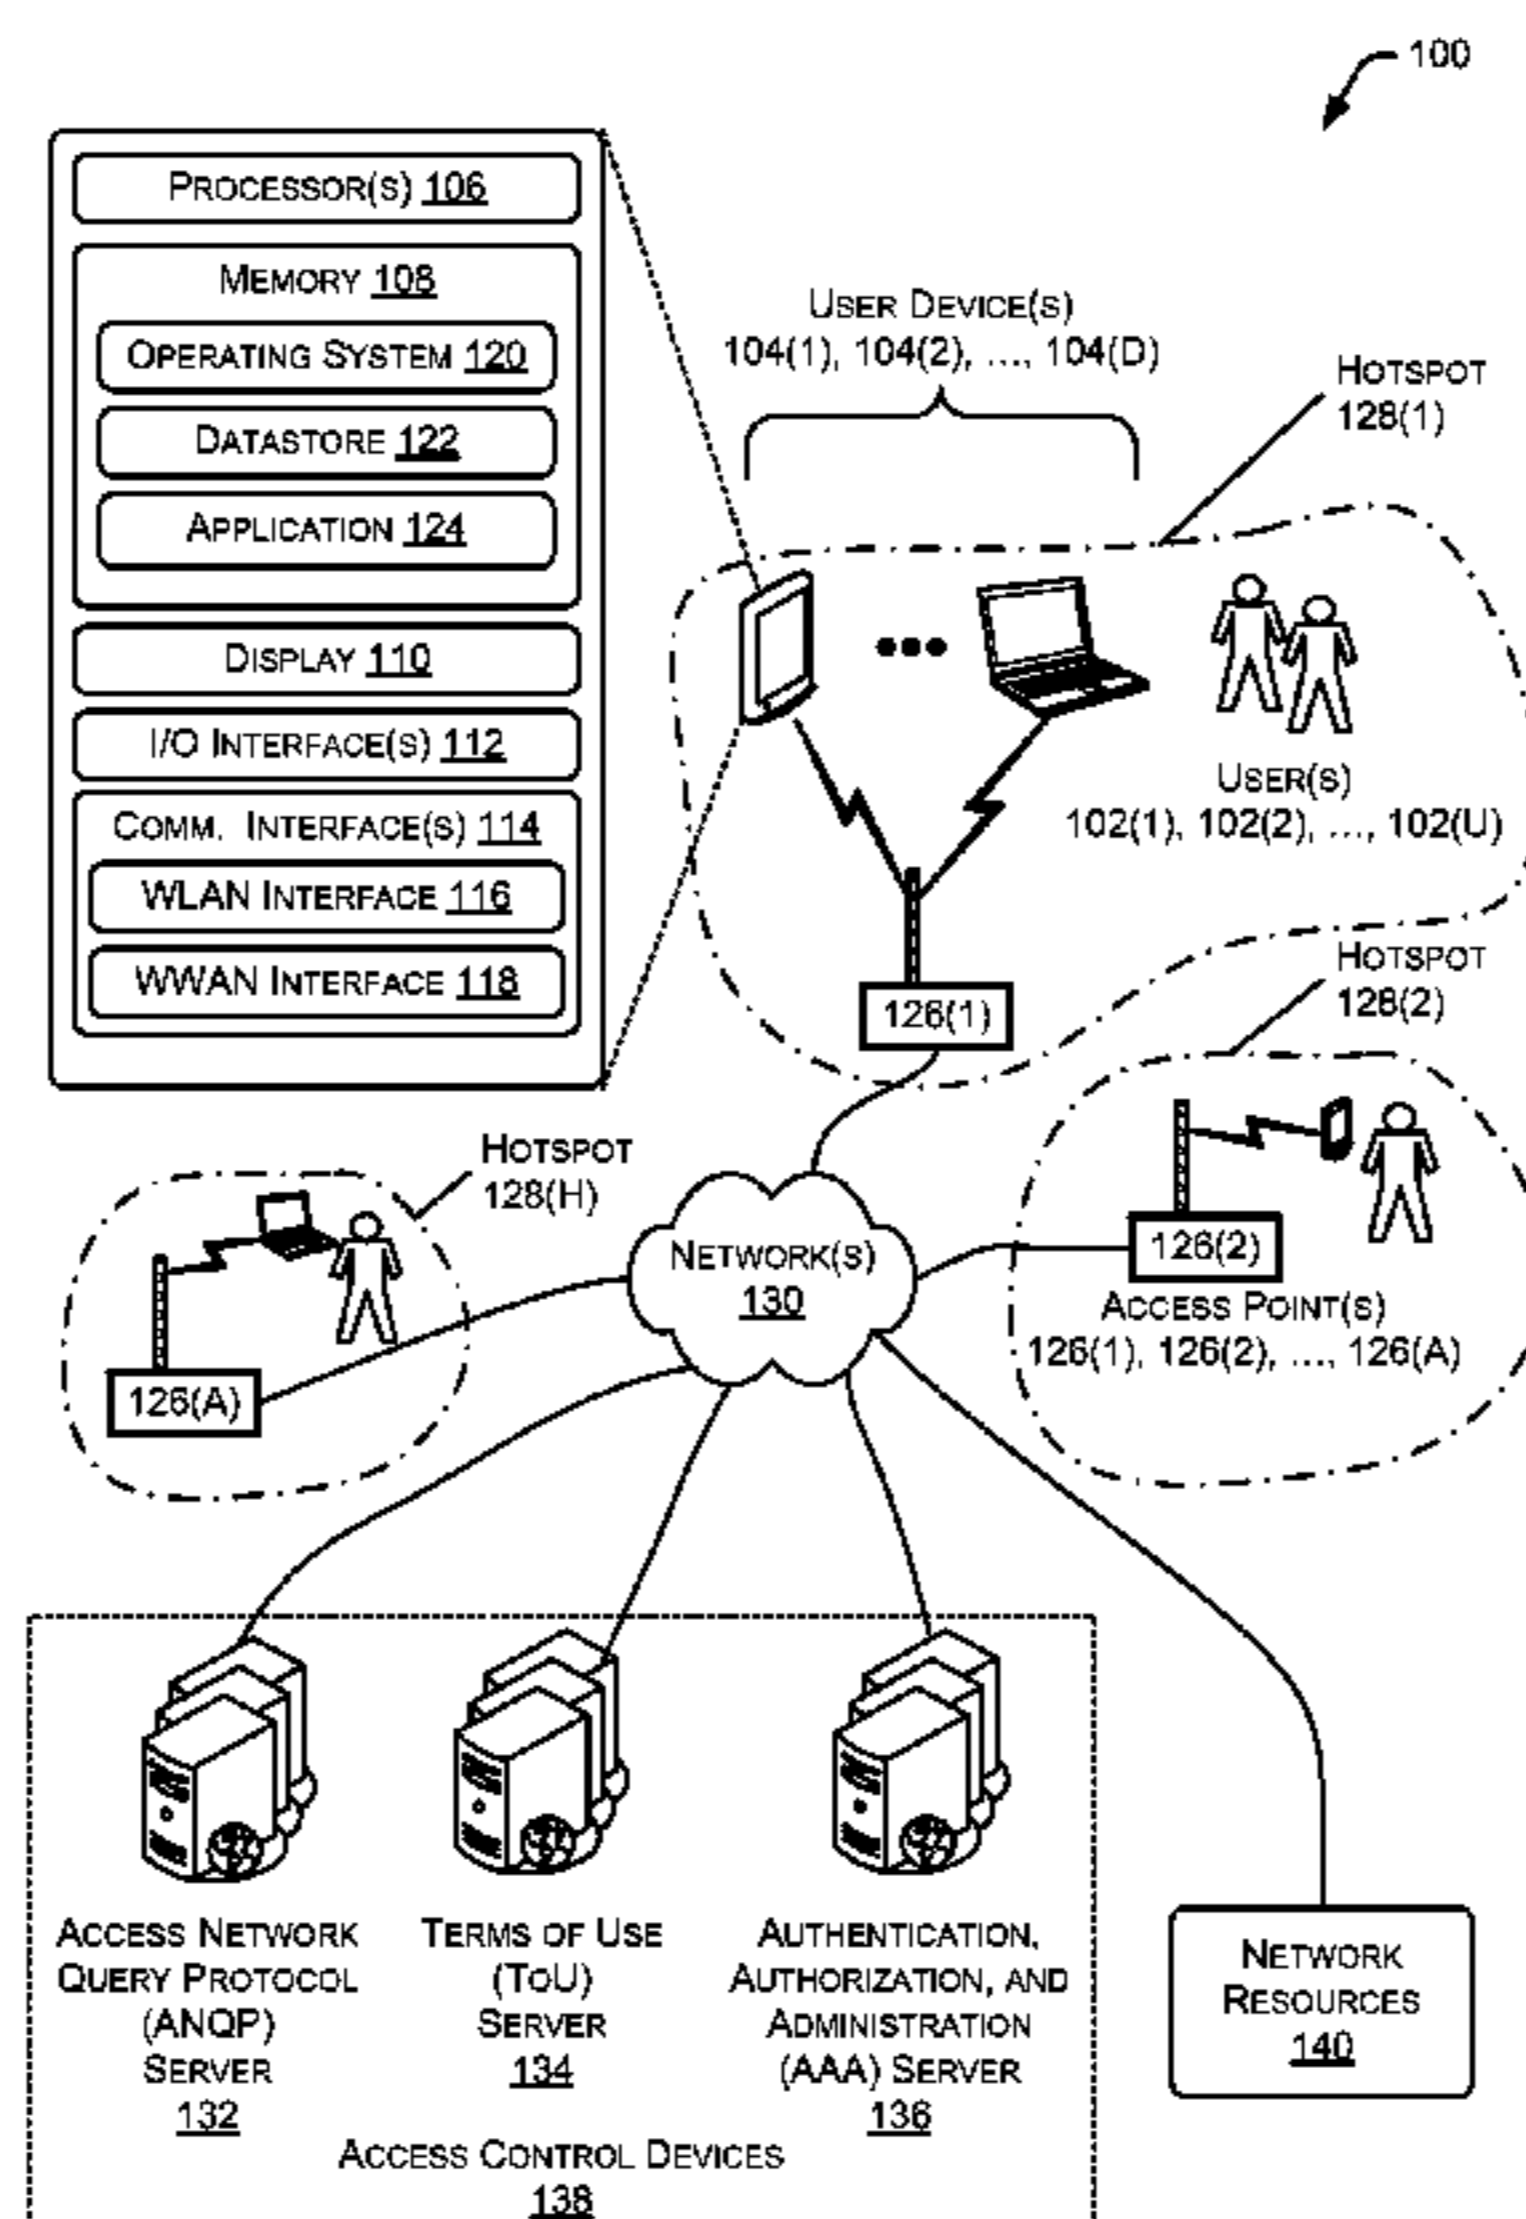 100
PROCESSOR(S) 106
MEMORY 108
OPERATING SYSTEM 120
DATASTORE 122
APPLICATION 124
DISPLAY 110
I/O INTERFACE(S) 112
COMM. INTERFACE(S) 114
WLAN INTERFACE 116
WWAN INTERFACE 118
USER DEVICE(S)
104(1), 104(2), ..., 104(D)
HOTSPOT
128(1)
USER(S)
102(1), 102(2), ..., 102(U)
126(1)
HOTSPOT
128(2)
126(2)
ACCESS POINT(S)
126(1), 126(2), ..., 126(A)
HOTSPOT
128(H)
126(A)
NETWORK(S)
130
ACCESS NETWORK
QUERY PROTOCOL
(ANQP)
SERVER
132
TERMS OF USE
(TOU)
SERVER
134
AUTHENTICATION,
AUTHORIZATION, AND
ADMINISTRATION
(AAA) SERVER
136
ACCESS CONTROL DEVICES
138
NETWORK
RESOURCES
140